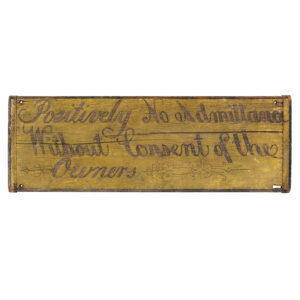 Positively No Admittance
Without Consent of the
Owners